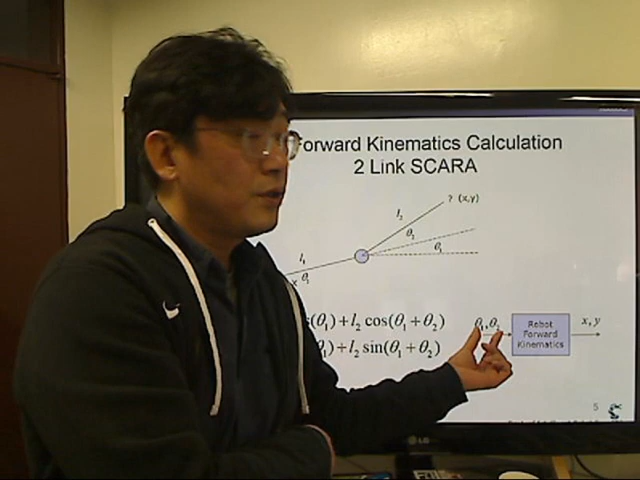 Forward Kinematics Calculation
2 Link SCARA
? (x,y)
l₂
θ₂
θ₁
l₁
θ₁
(θ₁) + l₂ cos(θ₁ + θ₂)
θ₁) + l₂ sin(θ₁ + θ₂)
θ₁,θ₂
Robot
Forward
Kinematics
x, y
5
LG